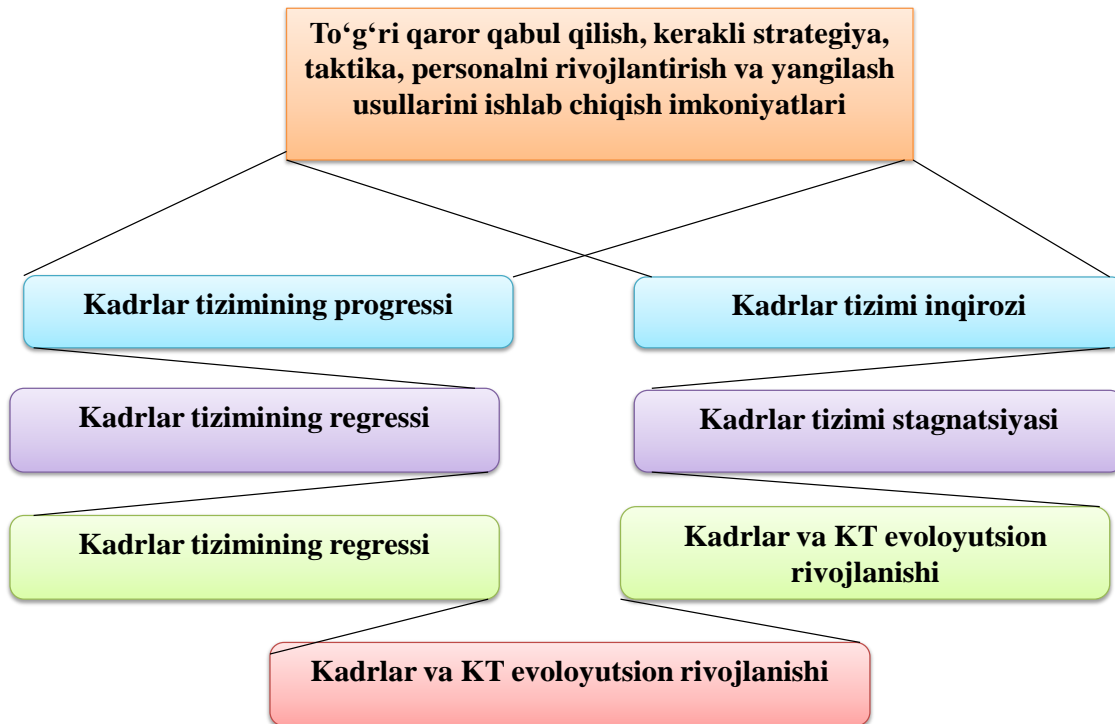 To‘g‘ri qaror qabul qilish, kerakli strategiya,
taktika, personalni rivojlantirish va yangilash
usullarini ishlab chiqish imkoniyatlari
Kadrlar tizimining progressi
Kadrlar tizimi inqirozi
Kadrlar tizimining regressi
Kadrlar tizimi stagnatsiyasi
Kadrlar tizimining regressi
Kadrlar va KT evoloyutsion
rivojlanishi
Kadrlar va KT evoloyutsion rivojlanishi